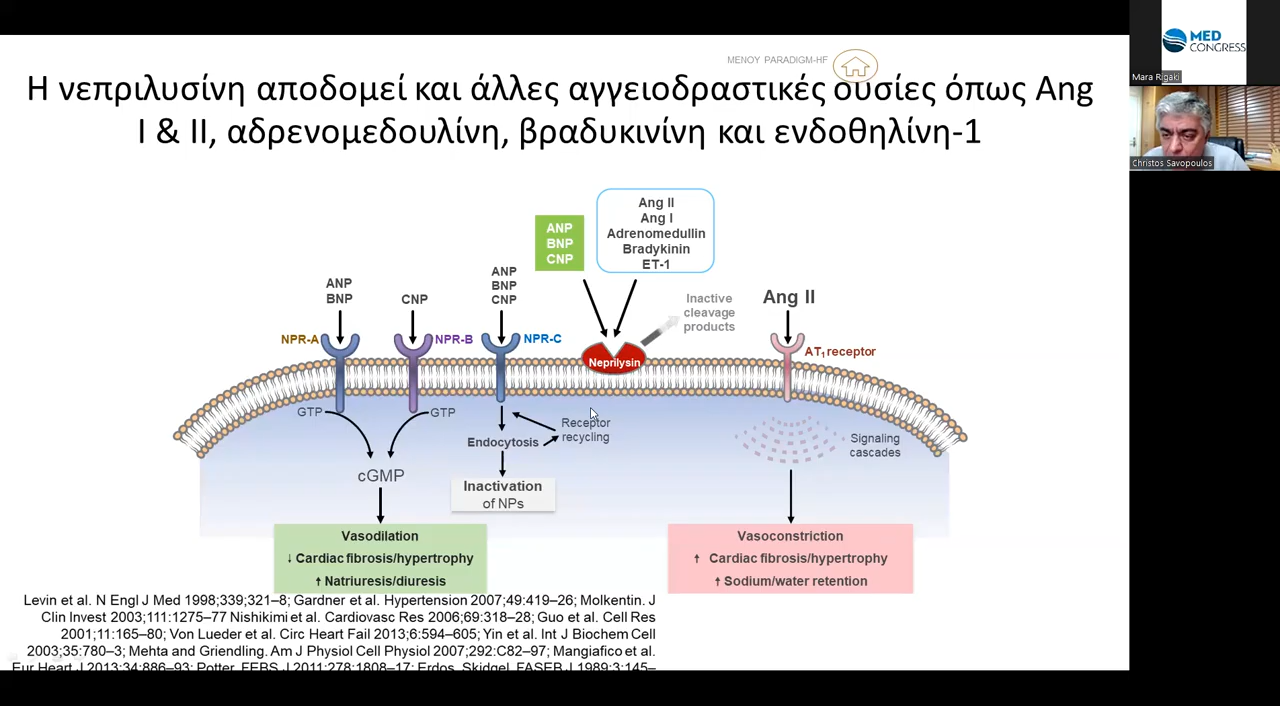 ΜΕΝΟΥ PARADIGM-HF
Η νεπριλυσίνη αποδομεί και άλλες αγγειοδραστικές ουσίες όπως Ang
I & II, αδρενομεδουλίνη, βραδυκινίνη και ενδοθηλίνη-1
MED
CONGRESS
Mara Rigaki
Christos Savopoulos
Ang II
Ang I
Adrenomedullin
Bradykinin
ET-1
ANP
BNP
CNP
ANP
BNP
CNP
ANP
BNP
CNP
Inactive
cleavage
products
Ang II
NPR-A
NPR-B
NPR-C
Neprilysin
AT1 receptor
GTP
GTP
Endocytosis
Receptor
recycling
Signaling
cascades
cGMP
Inactivation
of NPs
Vasodilation
↓ Cardiac fibrosis/hypertrophy
↑ Natriuresis/diuresis
Vasoconstriction
↑ Cardiac fibrosis/hypertrophy
↑ Sodium/water retention
Levin et al. N Engl J Med 1998;339;321–8; Gardner et al. Hypertension 2007;49:419–26; Molkentin. J
Clin Invest 2003;111:1275–77 Nishikimi et al. Cardiovasc Res 2006;69:318–28; Guo et al. Cell Res
2001;11:165–80; Von Lueder et al. Circ Heart Fail 2013;6:594–605; Yin et al. Int J Biochem Cell
2003;35:780–3; Mehta and Griendling. Am J Physiol Cell Physiol 2007;292:C82–97; Mangiafico et al.
Eur Heart J 2013;34:886–93; Potter. FEBS J 2011;278:1808–17; Erdos, Skidgel. FASEB J 1989;3:145–